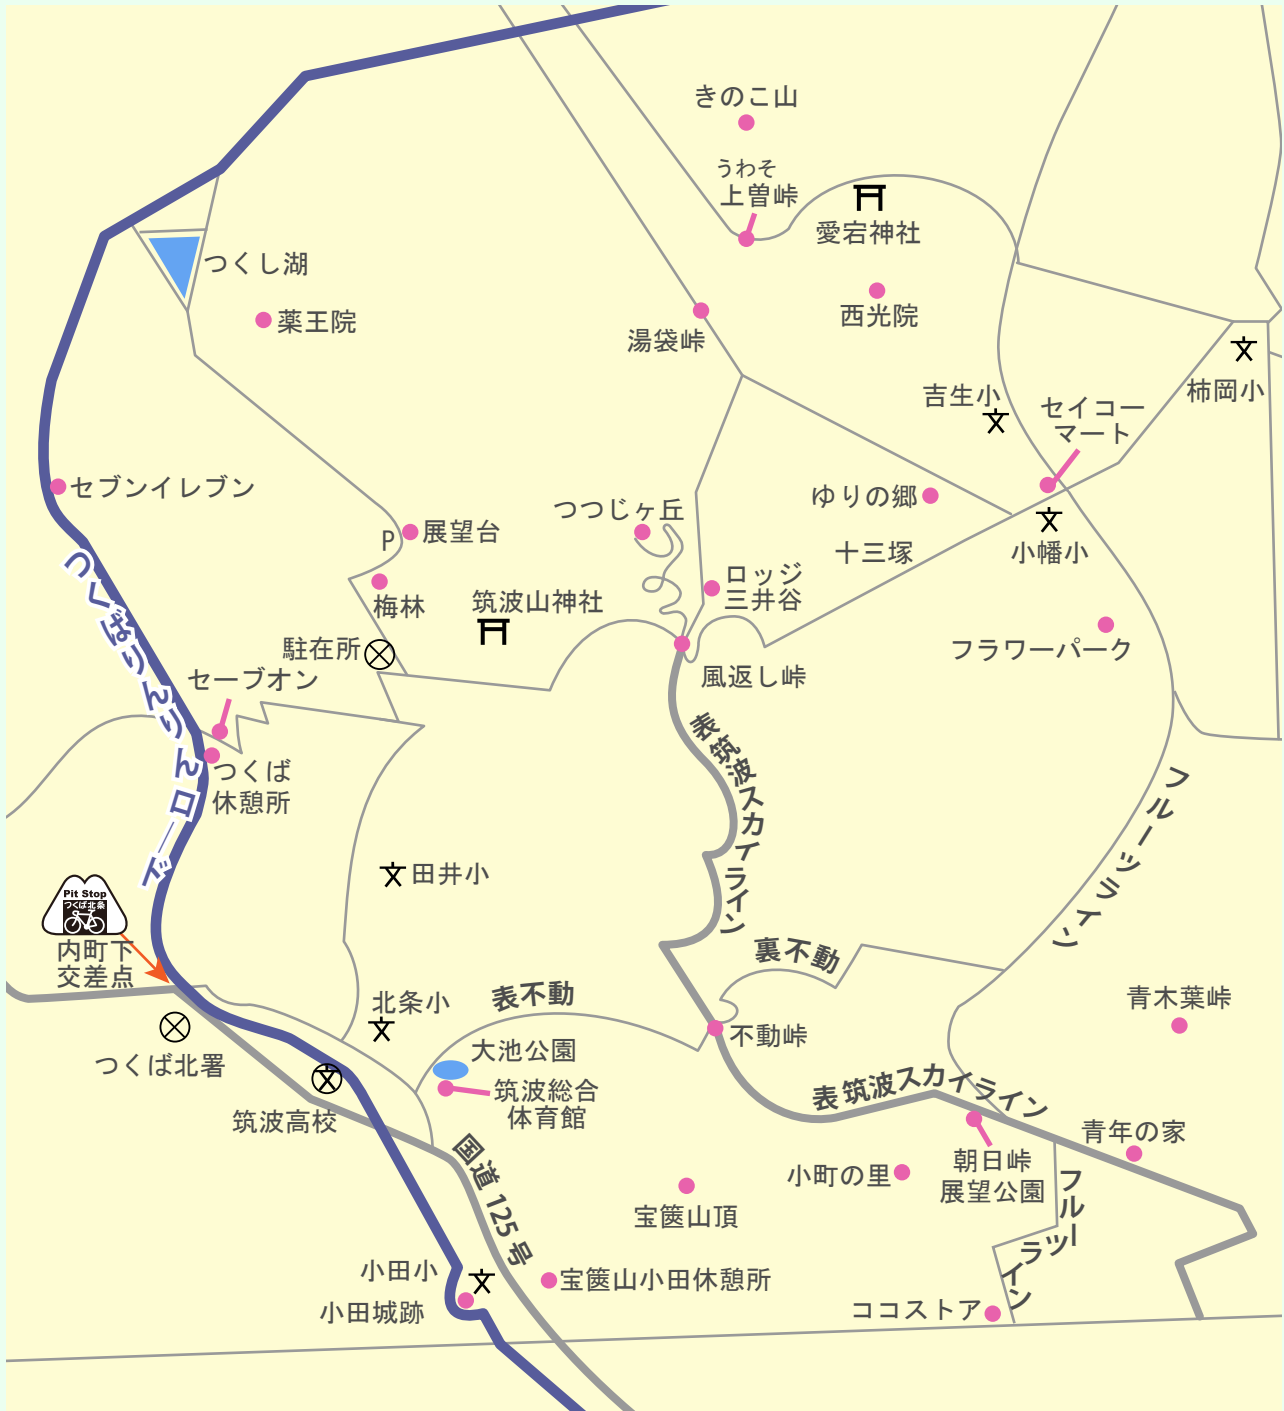 きのこ山
うわそ
上曽峠
愛宕神社
つくし湖
西光院
薬王院
湯袋峠
柿岡小
吉生小
セイコー
マート
セブンイレブン
ゆりの郷
つつじヶ丘
P
展望台
十三塚
小幡小
ロッジ
三井谷
梅林
筑波山神社
駐在所
フラワーパーク
セーブオン
風返し峠
つくばりんりんロード
つくば
休憩所
表筑波スカイライン
フルーツライン
田井小
Pit Stop
つくば北条
内町下
交差点
裏不動
表不動
北条小
青木葉峠
不動峠
大池公園
つくば北署
筑波総合
体育館
筑波高校
表筑波スカイライン
青年の家
国道125号
朝日峠
展望公園
小町の里
フルーツ
ライン
宝篋山頂
小田小
宝篋山小田休憩所
小田城跡
ココストア